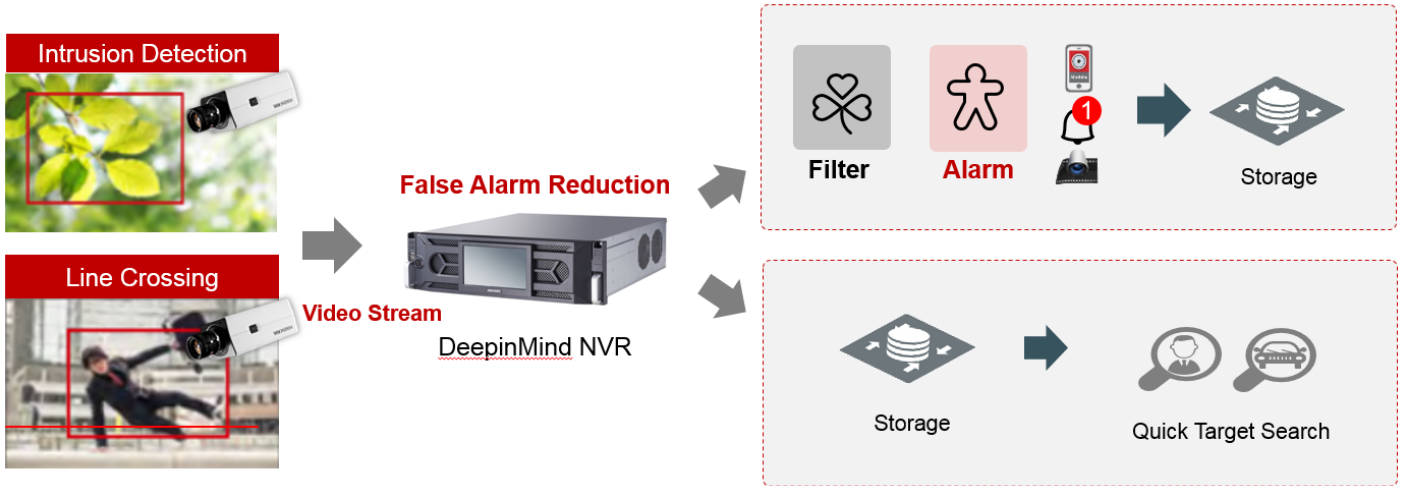 Intrusion Detection
Line Crossing
Video Stream
False Alarm Reduction
DeepinMind NVR
Filter
Alarm
Mobile
1
Storage
Storage
Quick Target Search